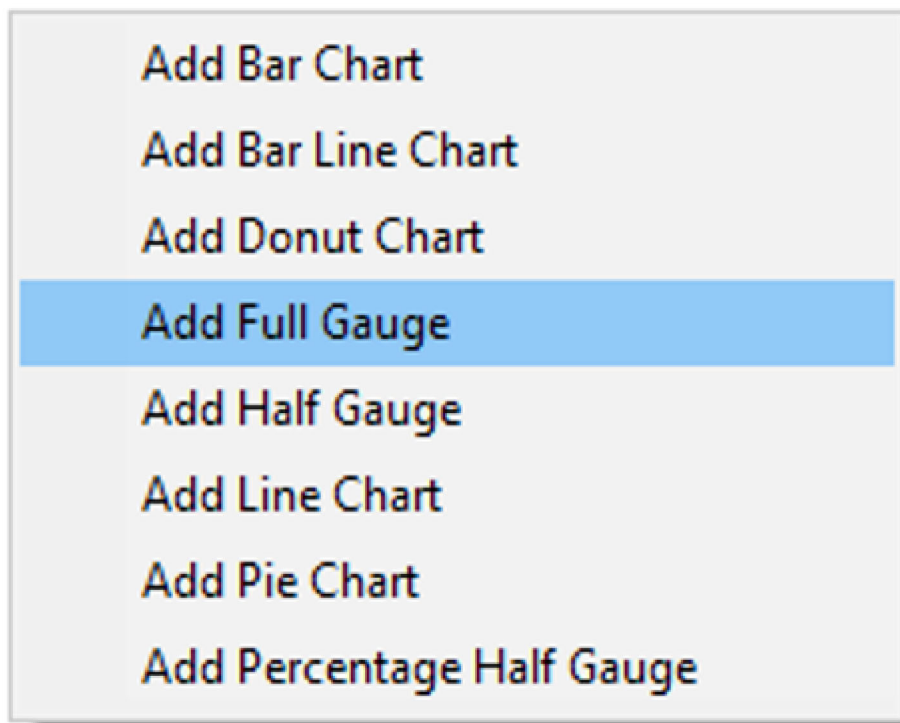 Add Bar Chart
Add Bar Line Chart
Add Donut Chart
Add Full Gauge
Add Half Gauge
Add Line Chart
Add Pie Chart
Add Percentage Half Gauge